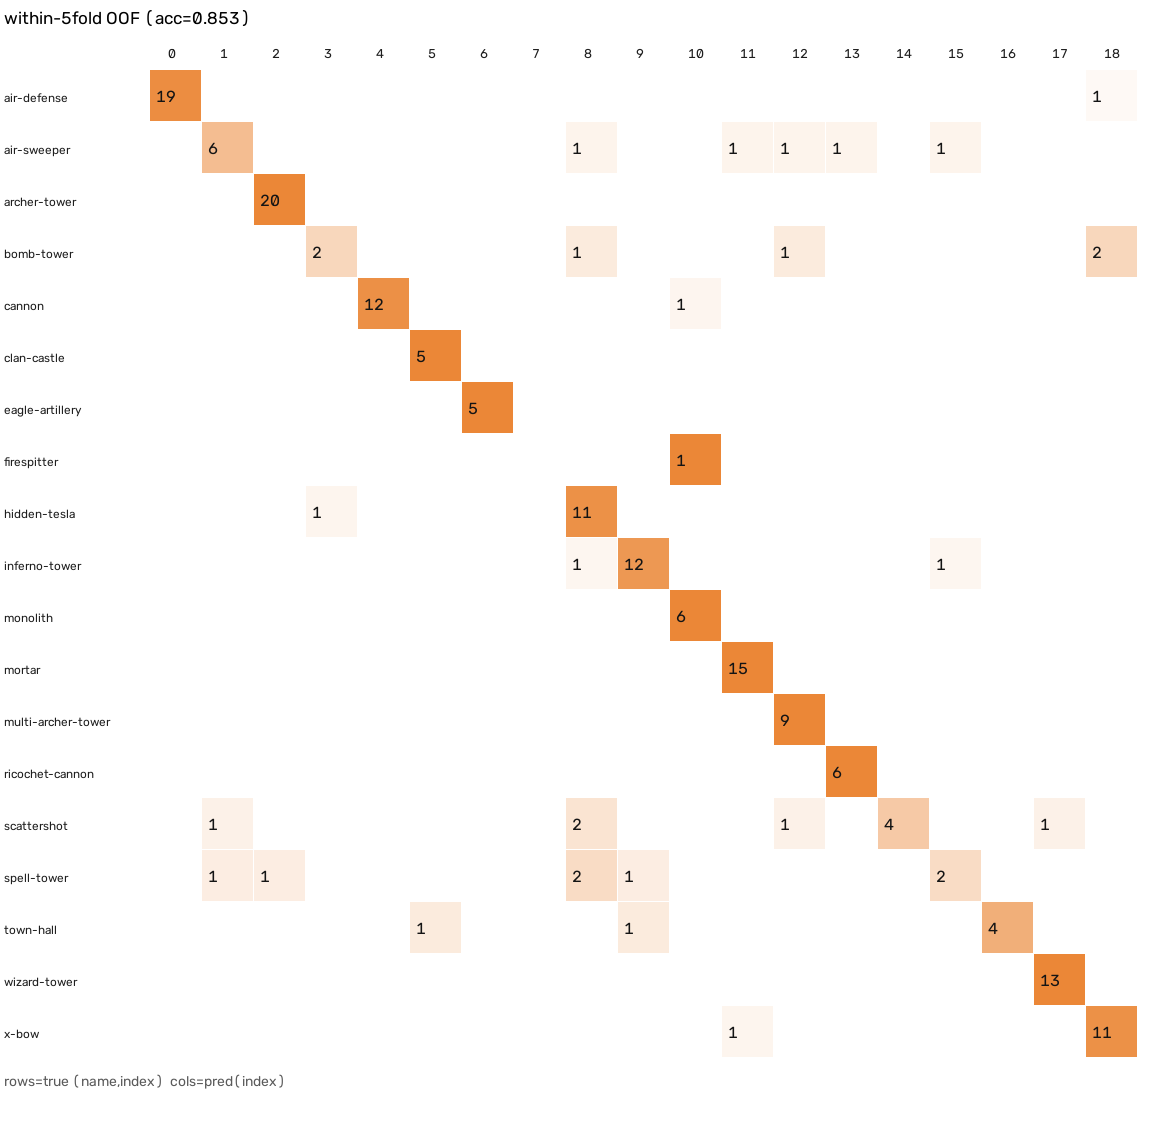 within-5fold OOF (acc=0.853)
0 1 2 3 4 5 6 7 8 9 10 11 12 13 14 15 16 17 18
air-defense 19 1
air-sweeper 6 1 1 1 1 1
archer-tower 20
bomb-tower 2 1 1 2
cannon 12 1
clan-castle 5
eagle-artillery 5
firespitter 1
hidden-tesla 1 11
inferno-tower 1 12 1
monolith 6
mortar 15
multi-archer-tower 9
ricochet-cannon 6
scattershot 1 2 1 4 1
spell-tower 1 1 2 1 2
town-hall 1 1 4
wizard-tower 13
x-bow 1 11
rows=true (name,index) cols=pred(index)